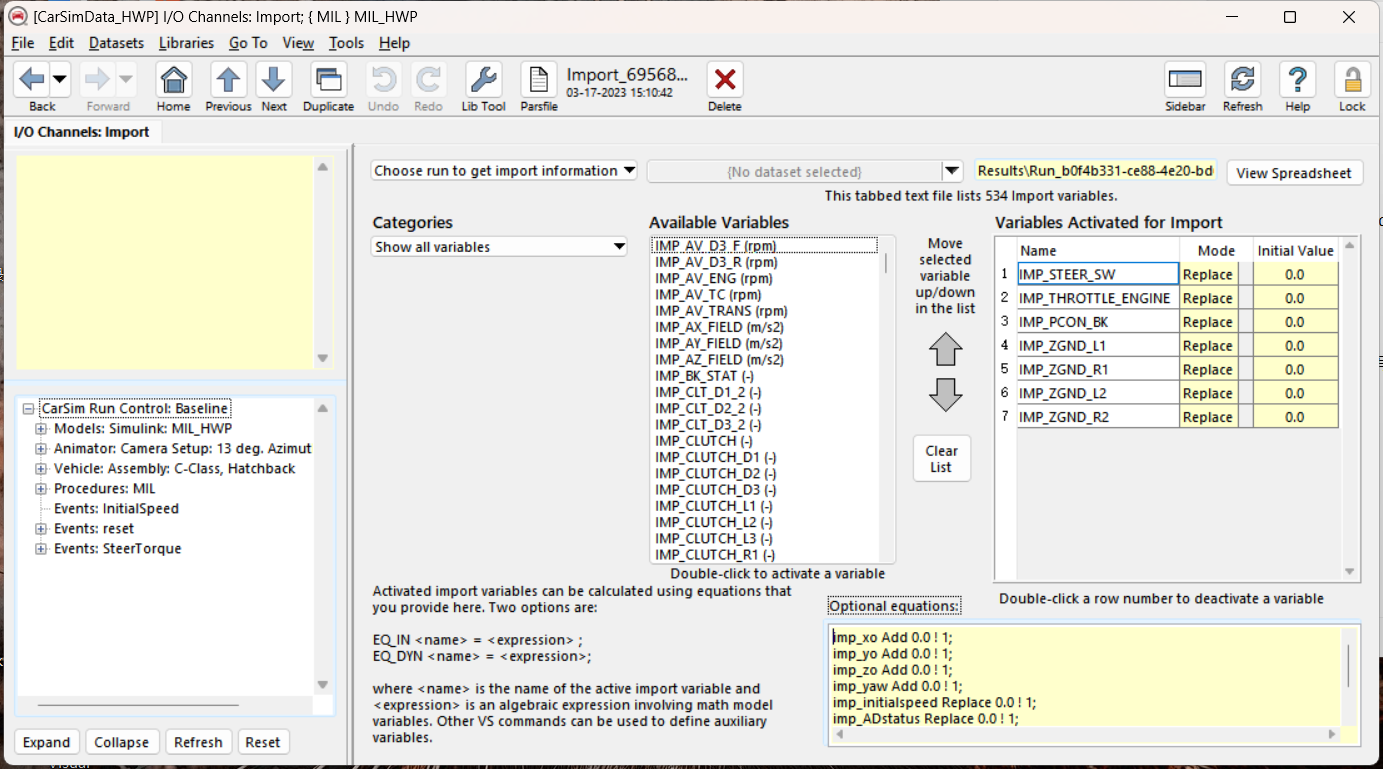 [CarSimData_HWP] I/O Channels: Import; { MIL } MIL_HWP
File Edit Datasets Libraries Go To View Tools Help
Import_69568...
03-17-2023 15:10:42
Back Forward Home Previous Next Duplicate Undo Redo Lib Tool Parsfile Delete Sidebar Refresh Help Lock
I/O Channels: Import
Choose run to get import information {No dataset selected} Results\Run_b0f4b331-ce88-4e20-bd View Spreadsheet
This tabbed text file lists 534 Import variables.
Categories
Show all variables
Available Variables
IMP_AV_D3_F (rpm)
IMP_AV_D3_R (rpm)
IMP_AV_ENG (rpm)
IMP_AV_TC (rpm)
IMP_AV_TRANS (rpm)
IMP_AX_FIELD (m/s2)
IMP_AY_FIELD (m/s2)
IMP_AZ_FIELD (m/s2)
IMP_BK_STAT (-)
IMP_CLT_D1_2 (-)
IMP_CLT_D2_2 (-)
IMP_CLT_D3_2 (-)
IMP_CLUTCH (-)
IMP_CLUTCH_D1 (-)
IMP_CLUTCH_D2 (-)
IMP_CLUTCH_D3 (-)
IMP_CLUTCH_L1 (-)
IMP_CLUTCH_L2 (-)
IMP_CLUTCH_L3 (-)
IMP_CLUTCH_R1 (-)
Double-click to activate a variable
Move
selected
variable
up/down
in the list
Clear
List
Variables Activated for Import
Name Mode Initial Value
1 IMP_STEER_SW Replace 0.0
2 IMP_THROTTLE_ENGINE Replace 0.0
3 IMP_PCON_BK Replace 0.0
4 IMP_ZGND_L1 Replace 0.0
5 IMP_ZGND_R1 Replace 0.0
6 IMP_ZGND_L2 Replace 0.0
7 IMP_ZGND_R2 Replace 0.0
Double-click a row number to deactivate a variable
CarSim Run Control: Baseline
Models: Simulink: MIL_HWP
Animator: Camera Setup: 13 deg. Azimut
Vehicle: Assembly: C-Class, Hatchback
Procedures: MIL
Events: InitialSpeed
Events: reset
Events: SteerTorque
Expand Collapse Refresh Reset
Activated import variables can be calculated using equations that
you provide here. Two options are:
EQ_IN <name> = <expression> ;
EQ_DYN <name> = <expression>;
where <name> is the name of the active import variable and
<expression> is an algebraic expression involving math model
variables. Other VS commands can be used to define auxiliary
variables.
Optional equations:
imp_xo Add 0.0 ! 1;
imp_yo Add 0.0 ! 1;
imp_zo Add 0.0 ! 1;
imp_yaw Add 0.0 ! 1;
imp_initialspeed Replace 0.0 ! 1;
imp_ADstatus Replace 0.0 ! 1;